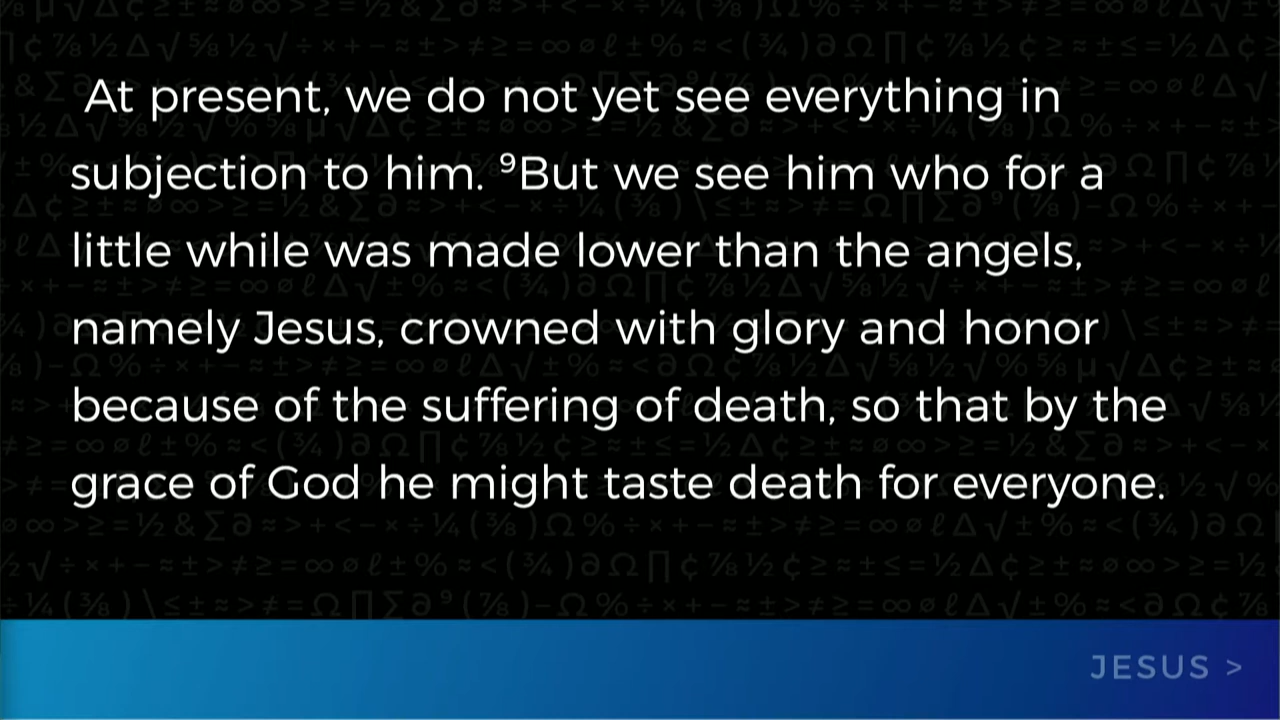 At present, we do not yet see everything in
subjection to him. ⁹But we see him who for a
little while was made lower than the angels,
namely Jesus, crowned with glory and honor
because of the suffering of death, so that by the
grace of God he might taste death for everyone.
JESUS >